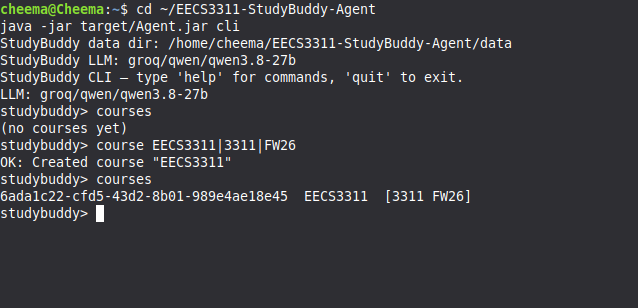 cheema@Cheema:~$ cd ~/EECS3311-StudyBuddy-Agent
java -jar target/Agent.jar cli
StudyBuddy data dir: /home/cheema/EECS3311-StudyBuddy-Agent/data
StudyBuddy LLM: groq/qwen/qwen3.8-27b
StudyBuddy CLI — type 'help' for commands, 'quit' to exit.
LLM: groq/qwen/qwen3.8-27b
studybuddy> courses
(no courses yet)
studybuddy> course EECS3311|3311|FW26
OK: Created course "EECS3311"
studybuddy> courses
6ada1c22-cfd5-43d2-8b01-989e4ae18e45  EECS3311  [3311 FW26]
studybuddy>